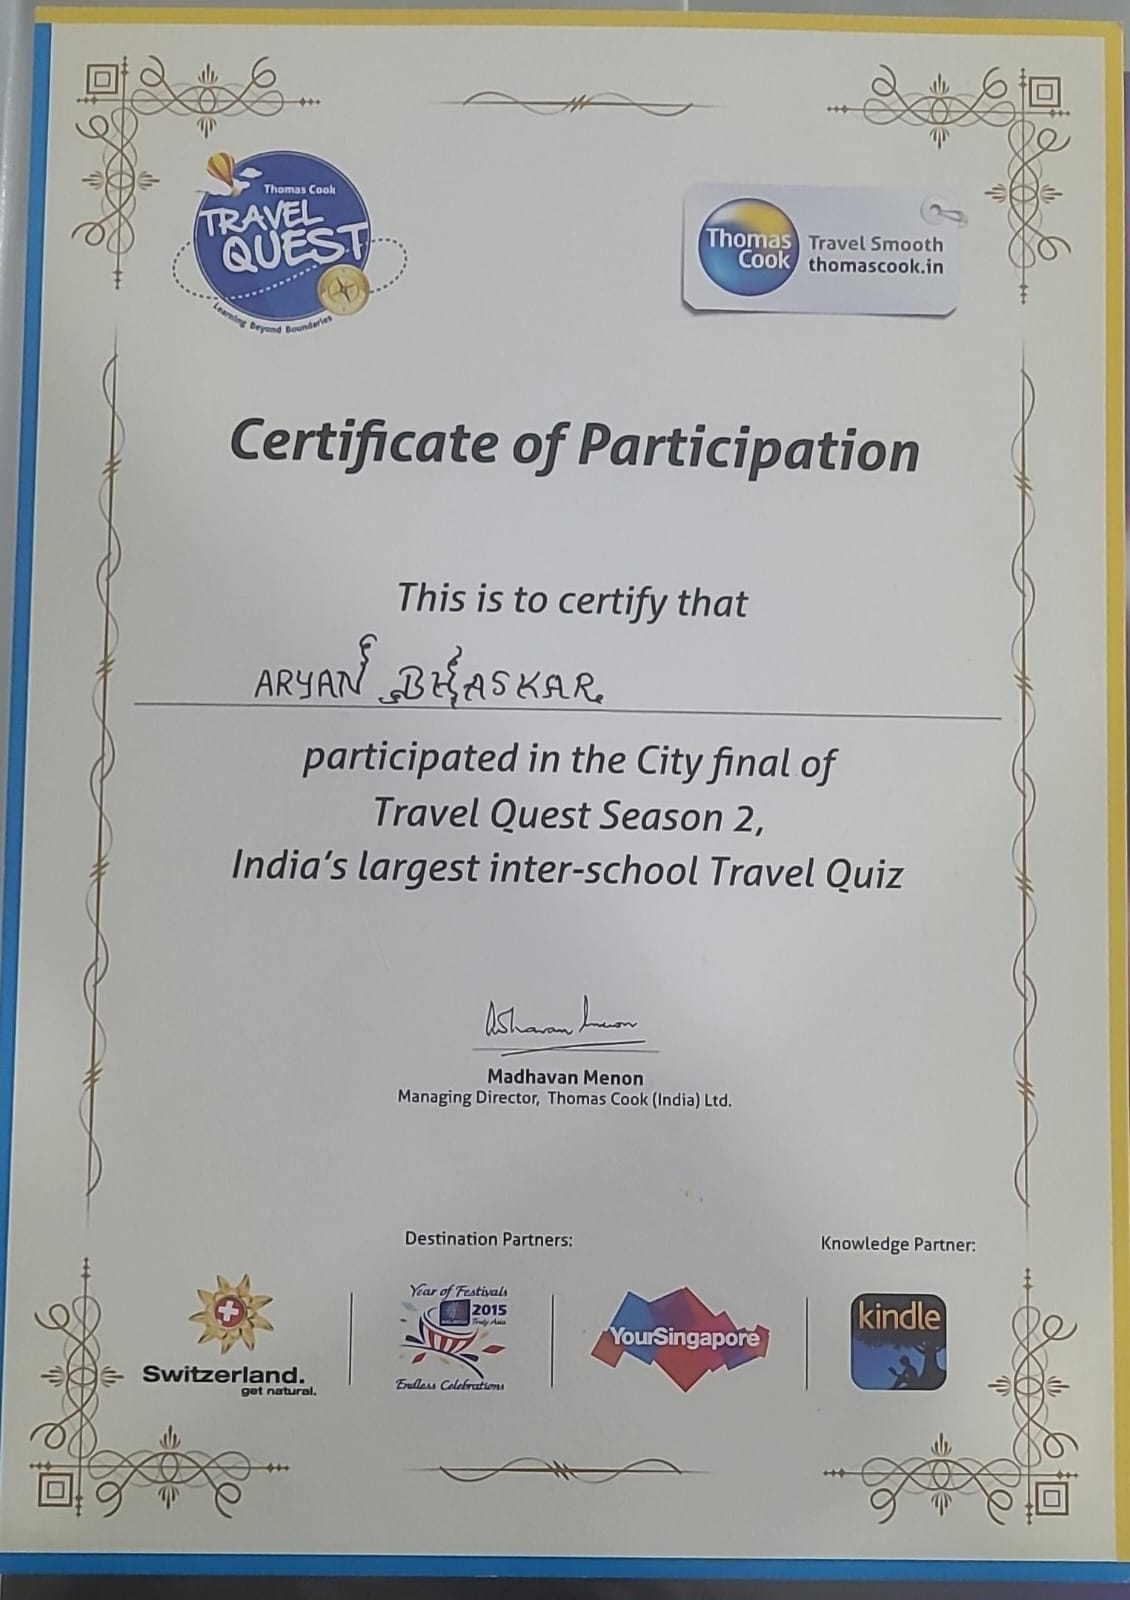 Thomas Cook
TRAVEL
QUEST
Learning Beyond Boundaries
Thomas
Cook
Travel Smooth
thomascook.in
Certificate of Participation
This is to certify that
ARYAN BHASKAR
participated in the City final of
Travel Quest Season 2,
India's largest inter-school Travel Quiz
Madhavan Menon
Managing Director, Thomas Cook (India) Ltd.
Destination Partners:
Knowledge Partner:
Switzerland.
get natural.
Year of Festivals
2015
Truly Asia
Endless Celebrations
YourSingapore
kindle